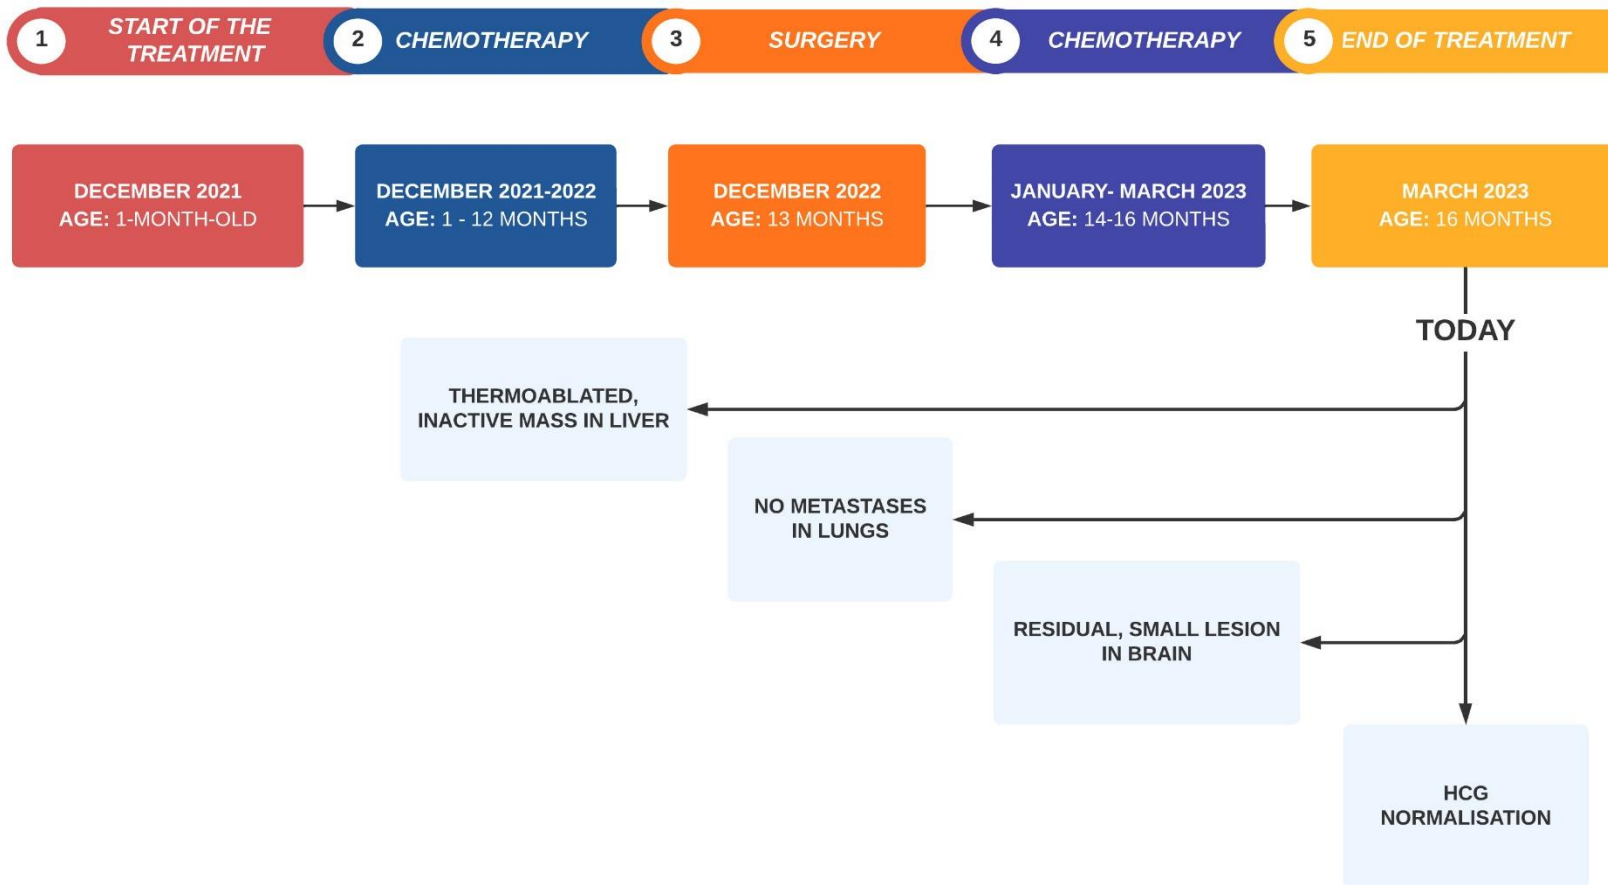 1
START OF THE
TREATMENT
2
CHEMOTHERAPY
3
SURGERY
4
CHEMOTHERAPY
5
END OF TREATMENT
DECEMBER 2021
AGE: 1-MONTH-OLD
DECEMBER 2021-2022
AGE: 1 - 12 MONTHS
DECEMBER 2022
AGE: 13 MONTHS
JANUARY- MARCH 2023
AGE: 14-16 MONTHS
MARCH 2023
AGE: 16 MONTHS
TODAY
THERMOABLATED,
INACTIVE MASS IN LIVER
NO METASTASES
IN LUNGS
RESIDUAL, SMALL LESION
IN BRAIN
HCG
NORMALISATION